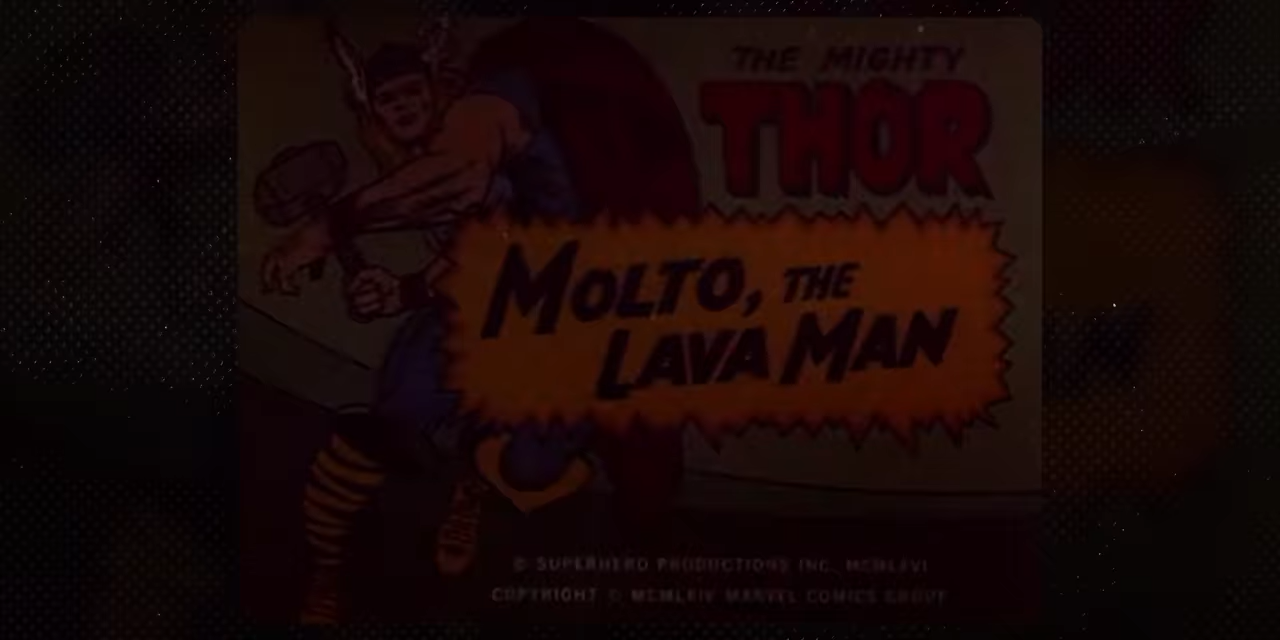 THE MIGHTY
THOR
MOLTO, THE
LAVA MAN
© SUPERHERO PRODUCTIONS INC. MCMLXVI
COPYRIGHT © MCMLXIV MARVEL COMICS GROUP